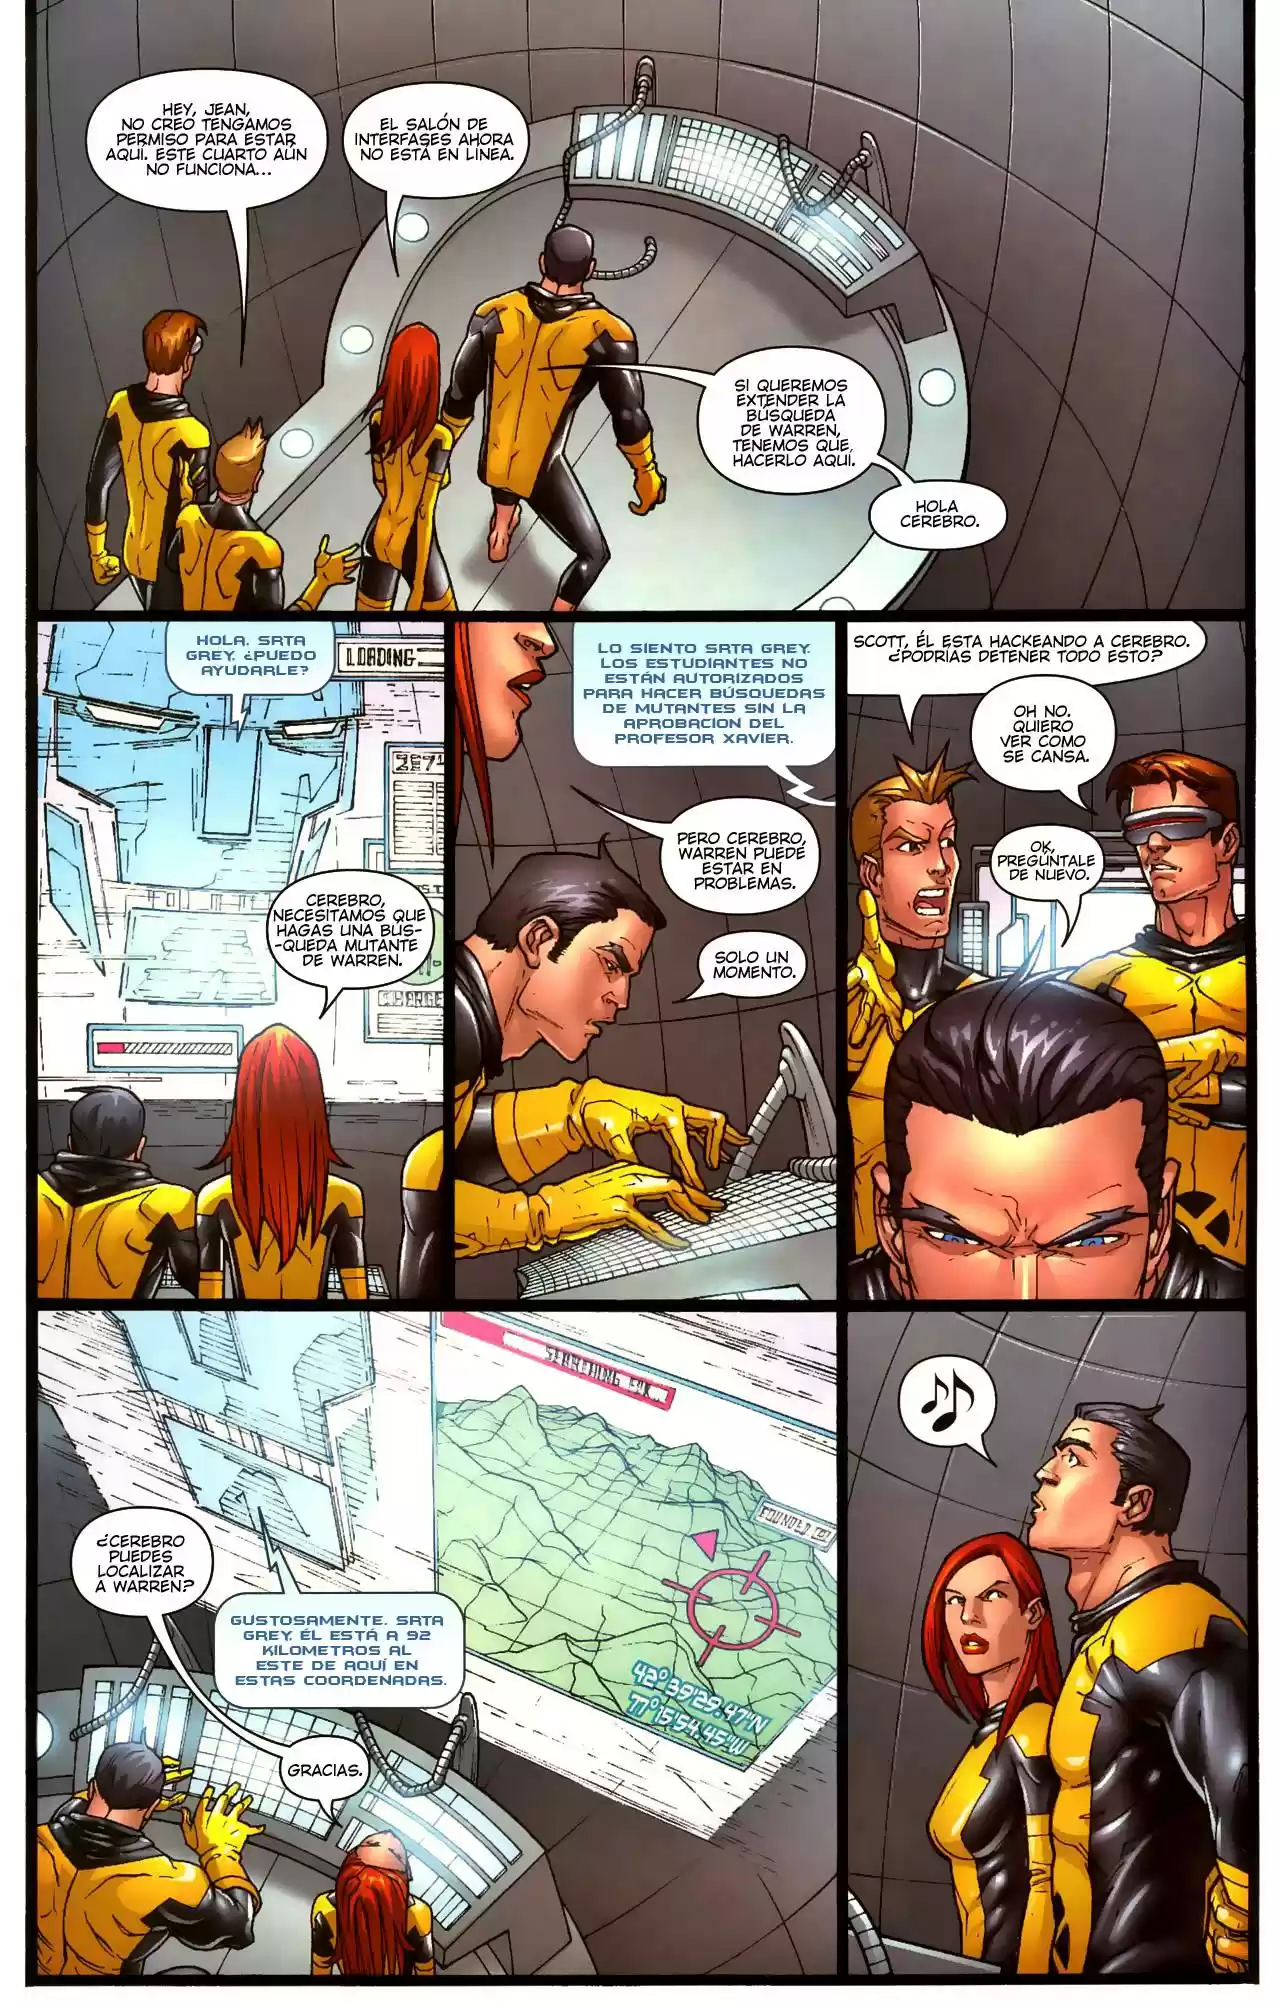 HEY, JEAN,
NO CREO TENGAMOS
PERMISO PARA ESTAR
AQUÍ. ESTE CUARTO AÚN
NO FUNCIONA...
EL SALÓN DE
INTERFASES AHORA
NO ESTÁ EN LÍNEA.
SI QUEREMOS
EXTENDER LA
BÚSQUEDA
DE WARREN,
TENEMOS QUE
HACERLO AQUÍ.
HOLA
CEREBRO.
HOLA, SRTA
GREY. ¿PUEDO
AYUDARLE?
LOADING
CEREBRO,
NECESITAMOS QUE
HAGAS UNA BÚS-
-QUEDA MUTANTE
DE WARREN.
LO SIENTO SRTA GREY.
LOS ESTUDIANTES NO
ESTÁN AUTORIZADOS
PARA HACER BÚSQUEDAS
DE MUTANTES SIN LA
APROBACIÓN DEL
PROFESOR XAVIER.
PERO CEREBRO,
WARREN PUEDE
ESTAR EN
PROBLEMAS.
SOLO UN
MOMENTO.
SCOTT, ÉL ESTA HACKEANDO A CEREBRO.
¿PODRÍAS DETENER TODO ESTO?
OH NO.
QUIERO
VER COMO
SE CANSA.
OK,
PREGÚNTALE
DE NUEVO.
¿CEREBRO
PUEDES
LOCALIZAR
A WARREN?
GUSTOSAMENTE, SRTA
GREY. ÉL ESTÁ A 92
KILOMETROS AL
ESTE DE AQUÍ EN
ESTAS COORDENADAS.
GRACIAS.
42°39'29.47"N
77°15'54.45"W